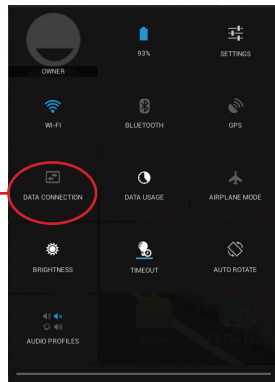 93%
SETTINGS
OWNER
WI-FI
BLUETOOTH
GPS
DATA CONNECTION
DATA USAGE
AIRPLANE MODE
BRIGHTNESS
TIMEOUT
AUTO ROTATE
AUDIO PROFILES
Email